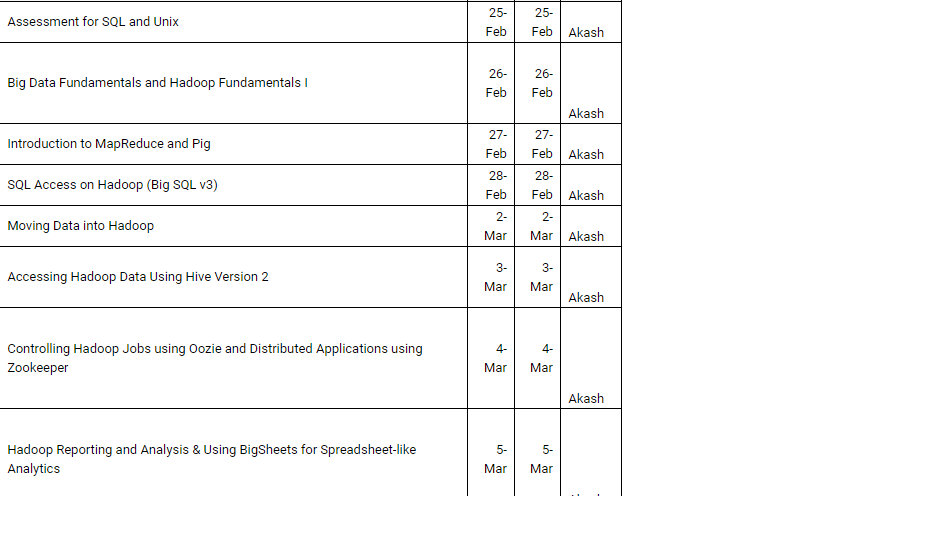 Assessment for SQL and Unix 25-Feb 25-Feb Akash
Big Data Fundamentals and Hadoop Fundamentals I 26-Feb 26-Feb Akash
Introduction to MapReduce and Pig 27-Feb 27-Feb Akash
SQL Access on Hadoop (Big SQL v3) 28-Feb 28-Feb Akash
Moving Data into Hadoop 2-Mar 2-Mar Akash
Accessing Hadoop Data Using Hive Version 2 3-Mar 3-Mar Akash
Controlling Hadoop Jobs using Oozie and Distributed Applications using
Zookeeper 4-Mar 4-Mar Akash
Hadoop Reporting and Analysis & Using BigSheets for Spreadsheet-like
Analytics 5-Mar 5-Mar